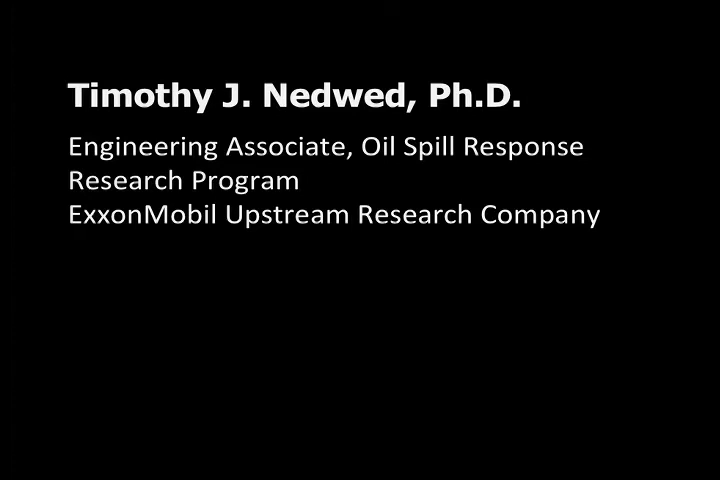 Timothy J. Nedwed, Ph.D.
Engineering Associate, Oil Spill Response
Research Program
ExxonMobil Upstream Research Company